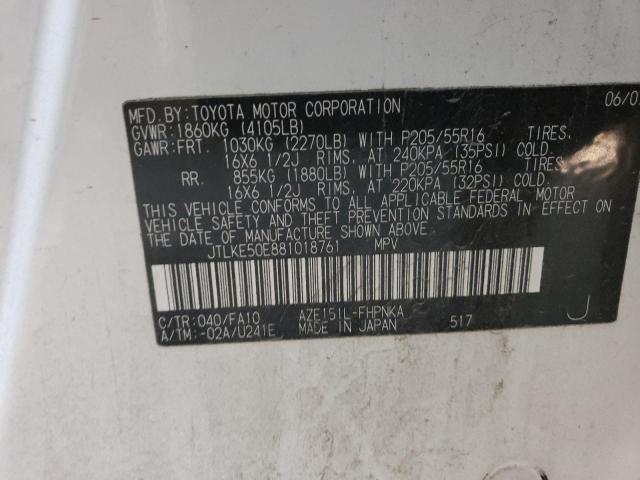 MFD. BY: TOYOTA MOTOR CORPORATION 06/0
GVWR: 1860KG (4105LB)
GAWR: FRT. 1030KG (2270LB) WITH P205/55R16 TIRES,
16X6 1/2J RIMS, AT 240KPA (35PSI) COLD.
RR. 855KG (1880LB) WITH P205/55R16 TIRES,
16X6 1/2J RIMS, AT 220KPA (32PSI) COLD.
THIS VEHICLE CONFORMS TO ALL APPLICABLE FEDERAL MOTOR
VEHICLE SAFETY AND THEFT PREVENTION STANDARDS IN EFFECT ON
THE DATE OF MANUFACTURE SHOWN ABOVE.
JTLKE50E881018761 MPV
C/TR: 040/FA10 AZE151L-FHPNKA
A/TM: -02A/U241E MADE IN JAPAN 517 J